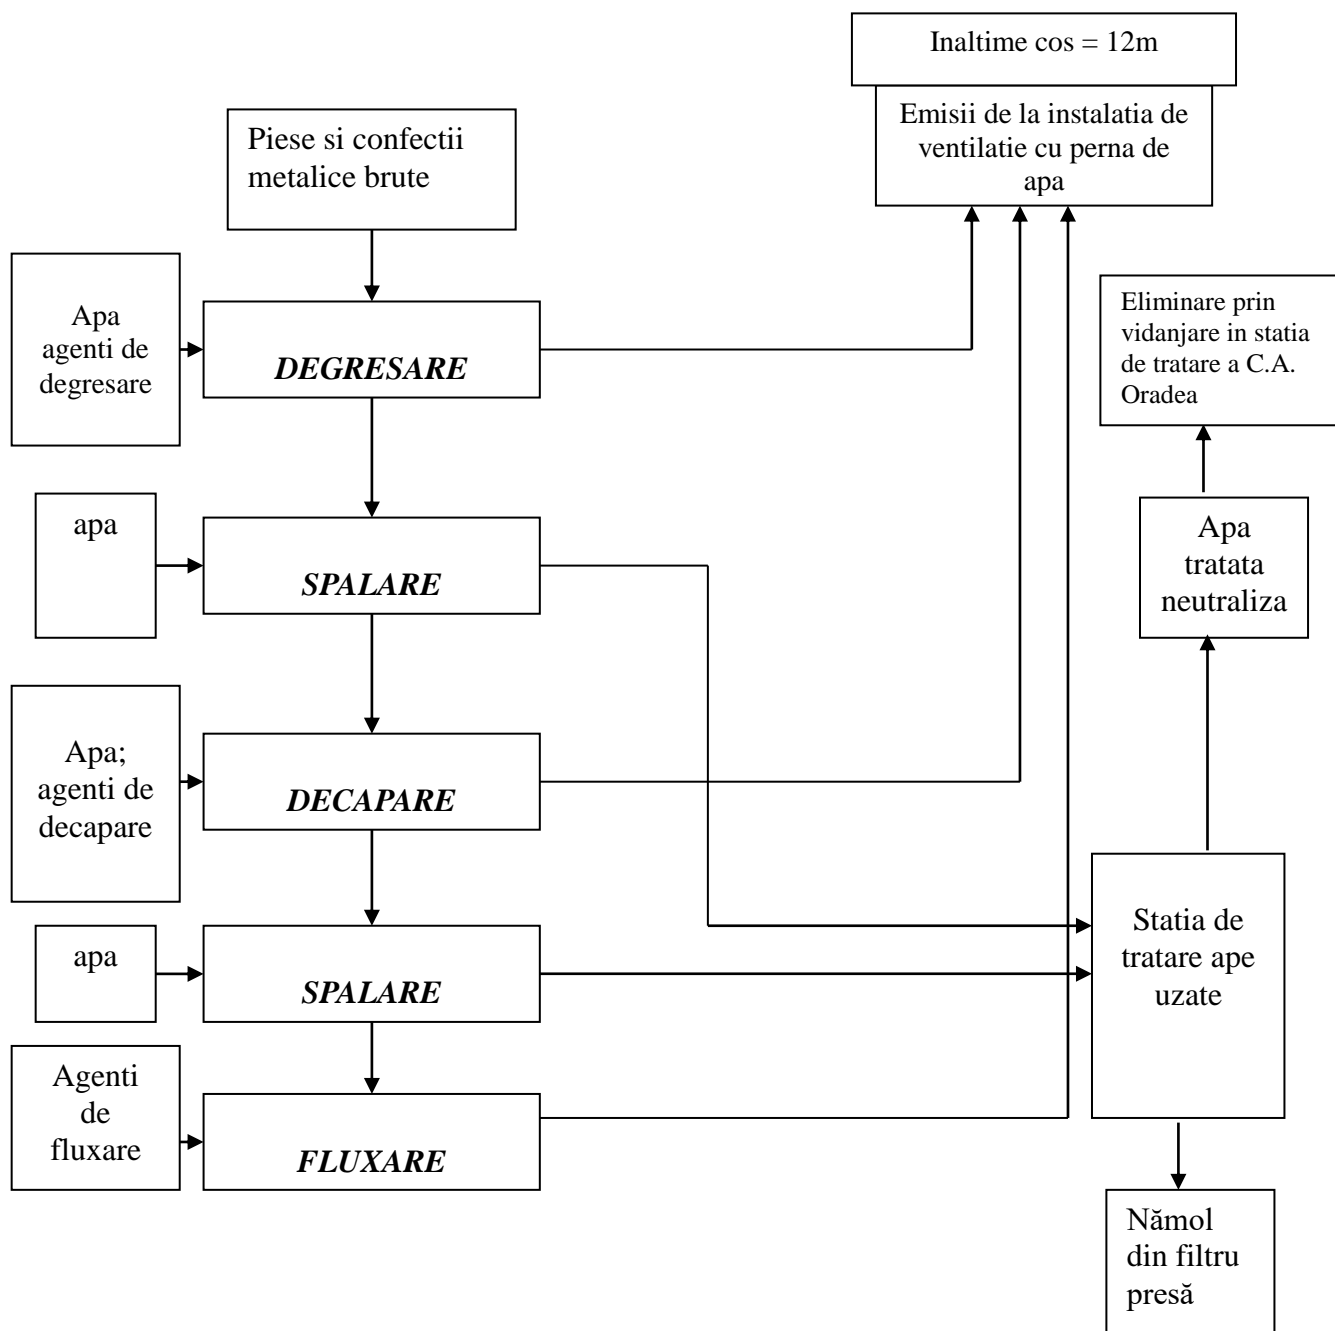 Inaltime cos = 12m
Emisii de la instalatia de
ventilatie cu perna de
apa
Piese si confectii
metalice brute
Apa
agenti de
degresare
DEGRESARE
Eliminare prin
vidanjare in statia
de tratare a C.A.
Oradea
apa
SPALARE
Apa
tratata
neutraliza
Apa;
agenti de
decapare
DECAPARE
apa
SPALARE
Statia de
tratare ape
uzate
Agenti
de
fluxare
FLUXARE
Nămol
din filtru
presă